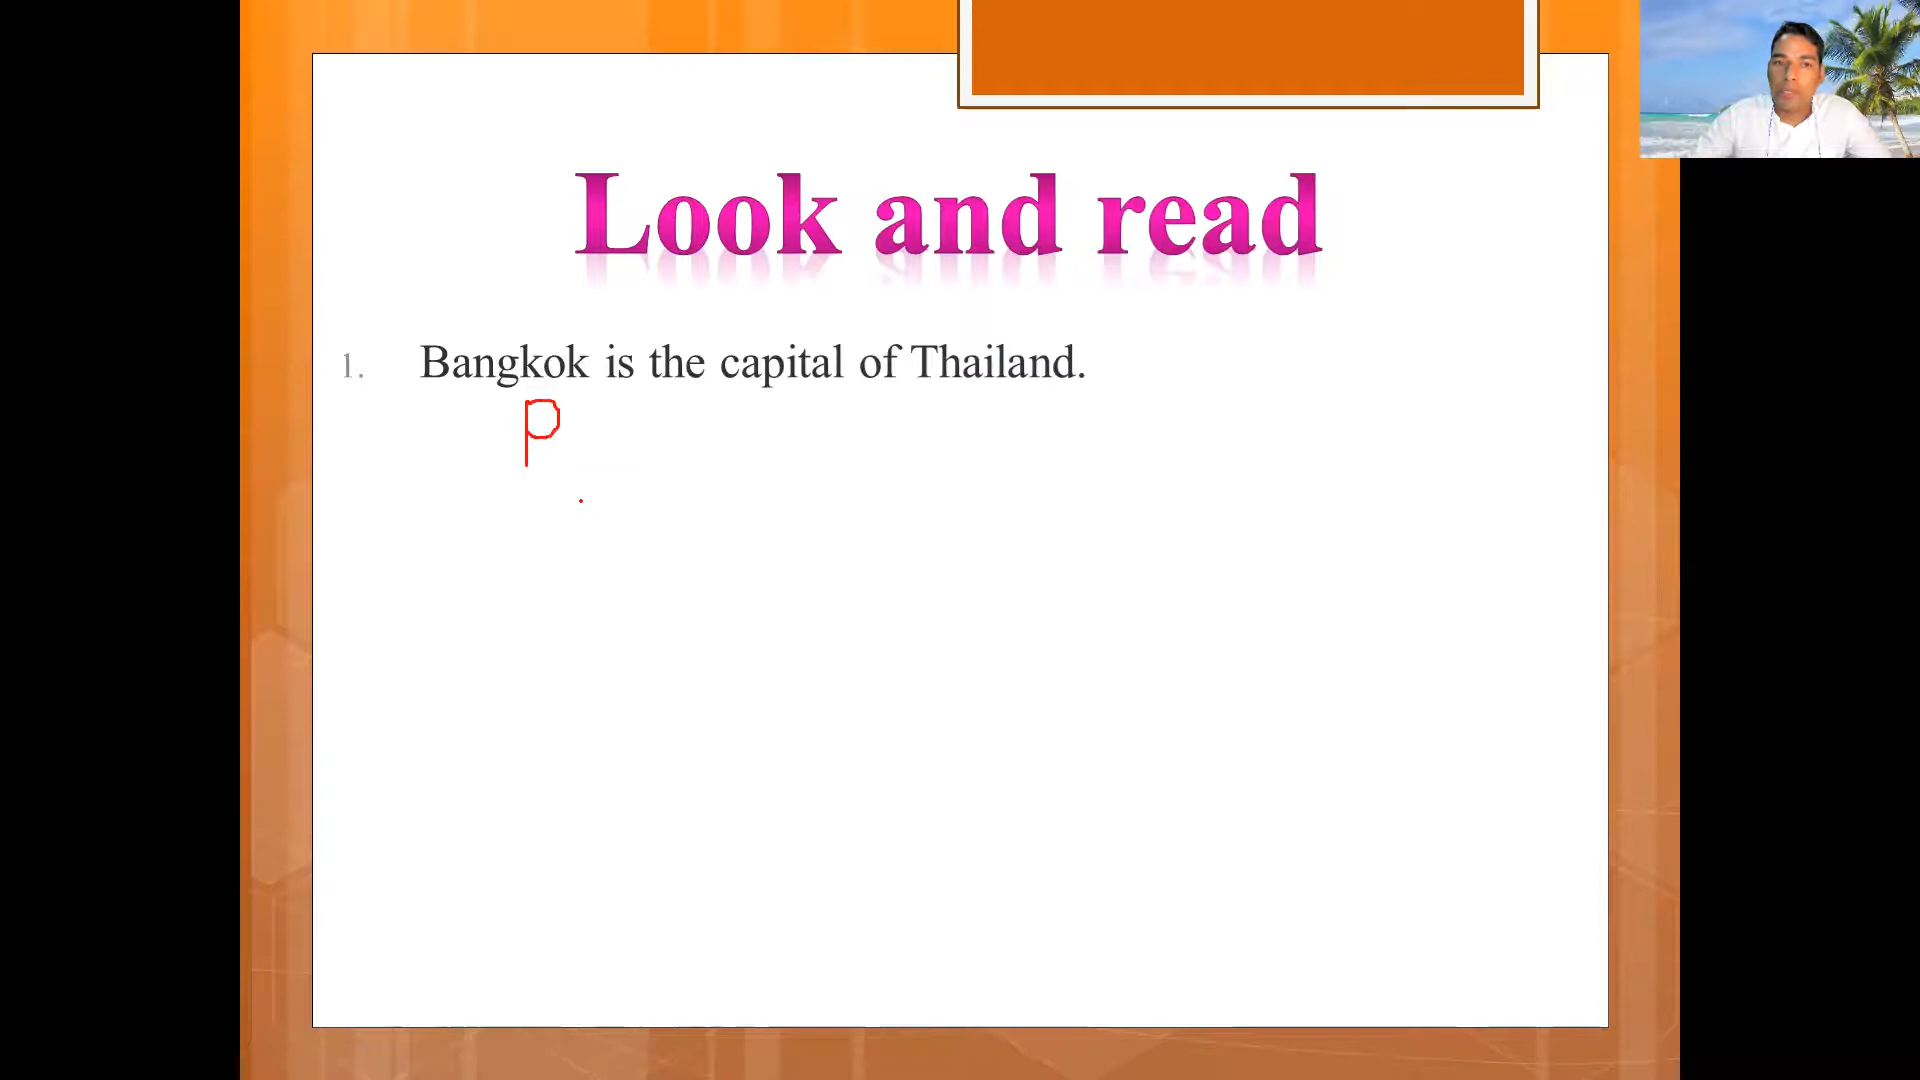 Look and read
1. Bangkok is the capital of Thailand.
P